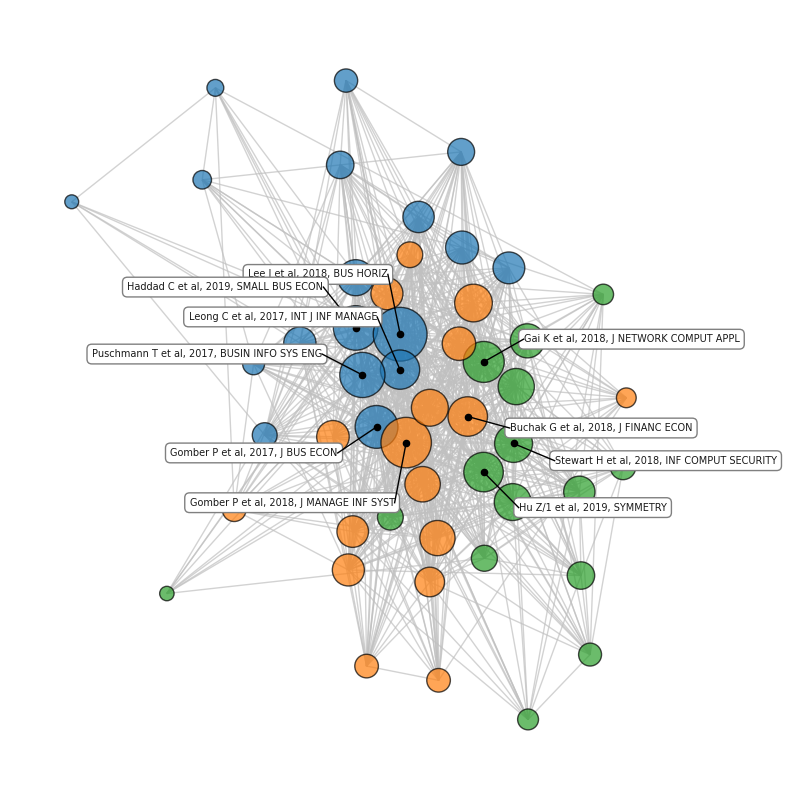 Lee I et al, 2018, BUS HORIZ
Haddad C et al, 2019, SMALL BUS ECON
Leong C et al, 2017, INT J INF MANAGE
Gai K et al, 2018, J NETWORK COMPUT APPL
Puschmann T et al, 2017, BUSIN INFO SYS ENG
Buchak G et al, 2018, J FINANC ECON
Gomber P et al, 2017, J BUS ECON
Stewart H et al, 2018, INF COMPUT SECURITY
Gomber P et al, 2018, J MANAGE INF SYST
Hu Z/1 et al, 2019, SYMMETRY